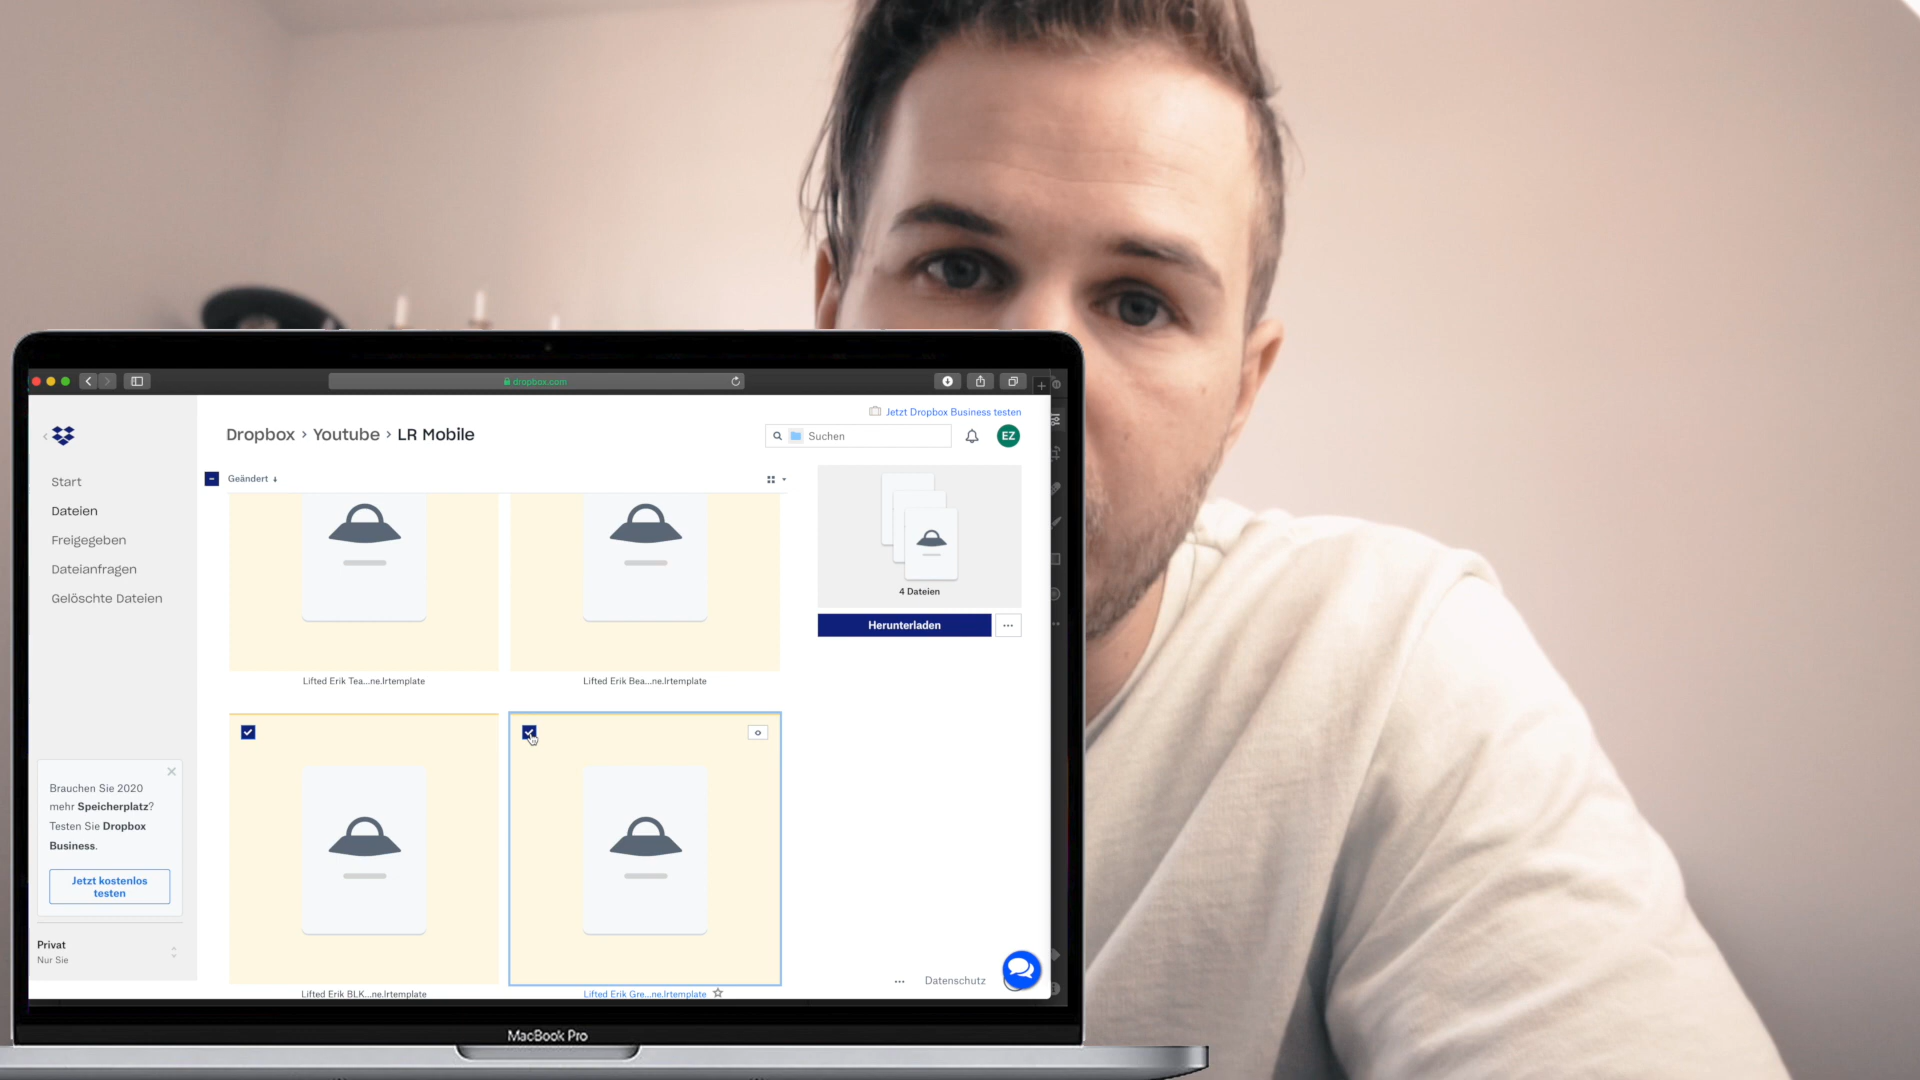 dropbox.com
Jetzt Dropbox Business testen
Dropbox › Youtube › LR Mobile
Suchen
EZ
Start
Dateien
Freigegeben
Dateianfragen
Gelöschte Dateien
Geändert ↓
4 Dateien
Herunterladen
Lifted Erik Tea...ne.lrtemplate
Lifted Erik Bea...ne.lrtemplate
Brauchen Sie 2020
mehr Speicherplatz?
Testen Sie Dropbox
Business.
Jetzt kostenlos
testen
Privat
Nur Sie
Datenschutz
Lifted Erik BLK...ne.lrtemplate
Lifted Erik Gre...ne.lrtemplate
MacBook Pro